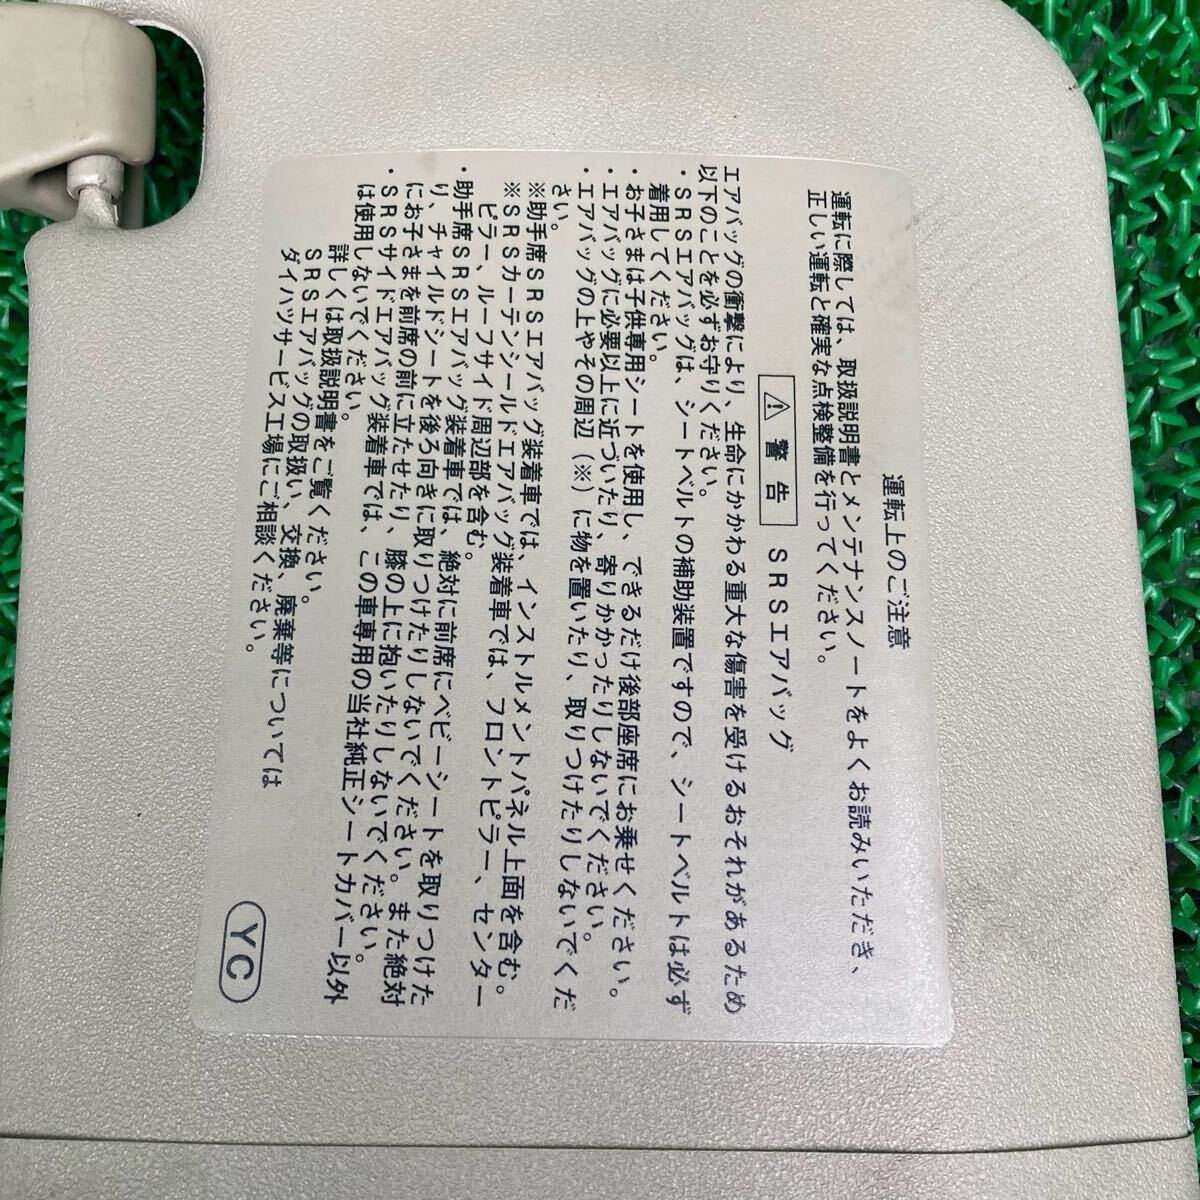 運転上のご注意
運転に際しては、取扱説明書とメンテナンスノートをよくお読みいただき、
正しい運転と確実な点検整備を行ってください。
⚠ 警告 ＳＲＳエアバッグ
エアバッグの衝撃により、生命にかかわる重大な傷害を受けるおそれがあるため
以下のことを必ずお守りください。
・ＳＲＳエアバッグは、シートベルトの補助装置ですので、シートベルトは必ず
着用してください。
・お子さまは子供専用シートを使用し、できるだけ後部座席にお乗せください。
・エアバッグに必要以上に近づいたり、寄りかかったりしないでください。
・エアバッグの上やその周辺（※）に物を置いたり、取りつけたりしないでくだ
さい。
※助手席ＳＲＳエアバッグ装着車では、インストルメントパネル上面を含む。
※ＳＲＳカーテンシールドエアバッグ装着車では、フロントピラー、センター
ピラー、ルーフサイド周辺部を含む。
・助手席ＳＲＳエアバッグ装着車では、絶対に前席にベビーシートを取りつけた
り、チャイルドシートを後ろ向きに取りつけたりしないでください。また絶対
にお子さまを前席の前に立たせたり、膝の上に抱いたりしないでください。
・ＳＲＳサイドエアバッグ装着車では、この車専用の当社純正シートカバー以外
は使用しないでください。
詳しくは取扱説明書をご覧ください。
ＳＲＳエアバッグの取扱い、交換、廃棄等については
ダイハツサービス工場にご相談ください。
YC